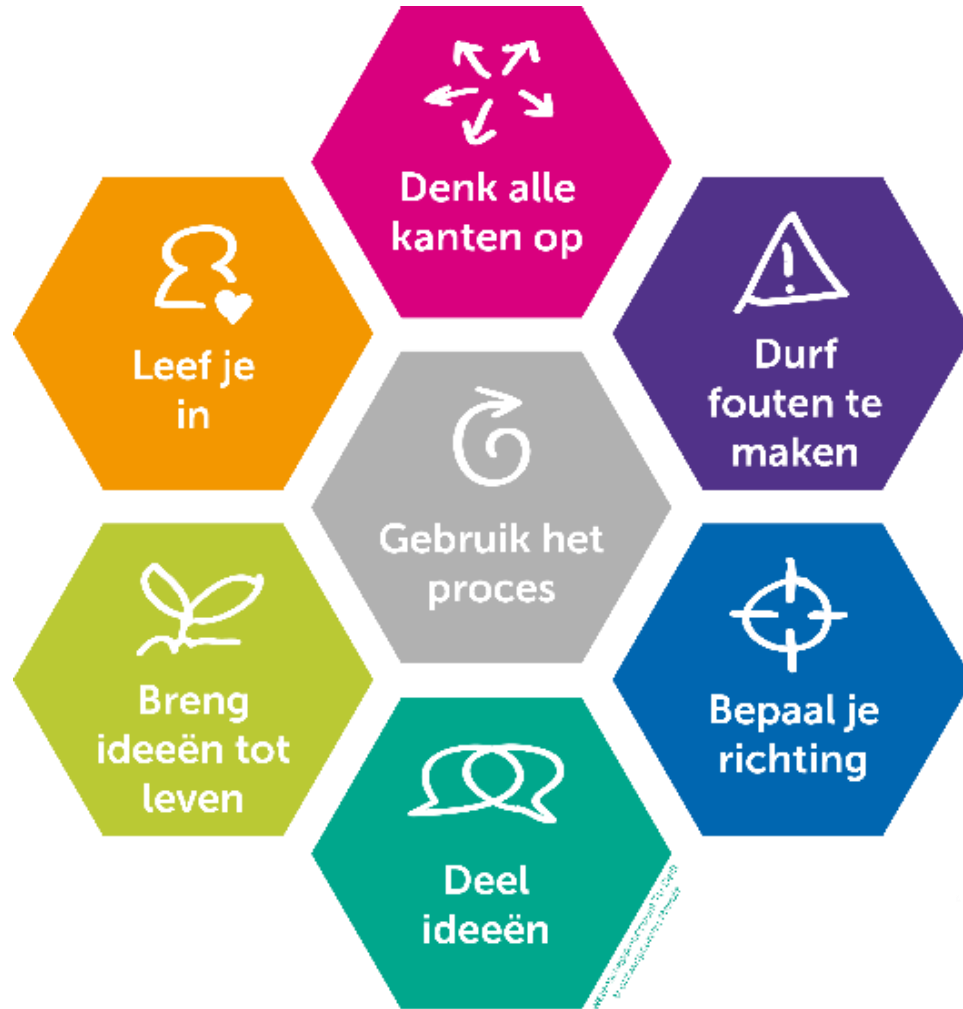 Denk alle
kanten op
Leef je
in
Durf
fouten te
maken
Gebruik het
proces
Breng
ideeën tot
leven
Bepaal je
richting
Deel
ideeën